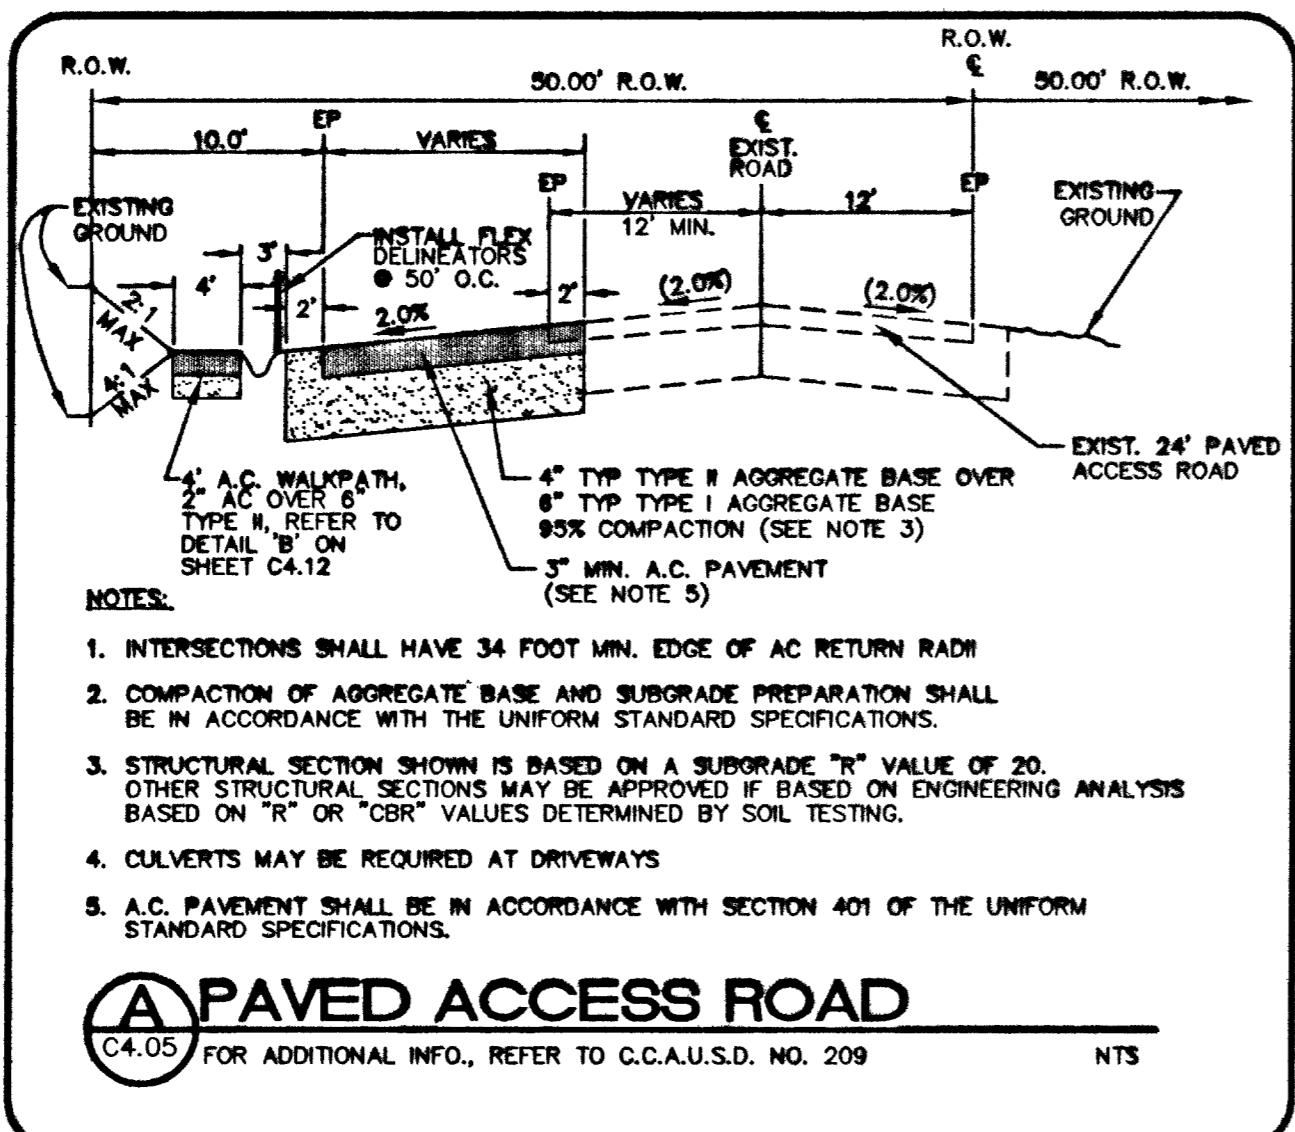 R.O.W.
R.O.W.
℄
50.00' R.O.W.
50.00' R.O.W.
EP
10.0'
VARIES
℄
EXIST.
ROAD
EP
VARIES
12' MIN.
12'
EP
EXISTING
GROUND
EXISTING
GROUND
3'
INSTALL FLEX
DELINEATORS
@ 50' O.C.
4'
2'
2.0%
2'
(2.0%)
(2.0%)
2:1
MAX
4:1
MAX
4' A.C. WALKPATH,
2" AC OVER 6"
TYPE II, REFER TO
DETAIL 'B' ON
SHEET C4.12
4" TYP TYPE II AGGREGATE BASE OVER
6" TYP TYPE I AGGREGATE BASE
95% COMPACTION (SEE NOTE 3)
3" MIN. A.C. PAVEMENT
(SEE NOTE 5)
EXIST. 24' PAVED
ACCESS ROAD
NOTES:
1. INTERSECTIONS SHALL HAVE 34 FOOT MIN. EDGE OF AC RETURN RADII
2. COMPACTION OF AGGREGATE BASE AND SUBGRADE PREPARATION SHALL
BE IN ACCORDANCE WITH THE UNIFORM STANDARD SPECIFICATIONS.
3. STRUCTURAL SECTION SHOWN IS BASED ON A SUBGRADE "R" VALUE OF 20.
OTHER STRUCTURAL SECTIONS MAY BE APPROVED IF BASED ON ENGINEERING ANALYSIS
BASED ON "R" OR "CBR" VALUES DETERMINED BY SOIL TESTING.
4. CULVERTS MAY BE REQUIRED AT DRIVEWAYS
5. A.C. PAVEMENT SHALL BE IN ACCORDANCE WITH SECTION 401 OF THE UNIFORM
STANDARD SPECIFICATIONS.
A PAVED ACCESS ROAD
C4.05 FOR ADDITIONAL INFO., REFER TO C.C.A.U.S.D. NO. 209 NTS